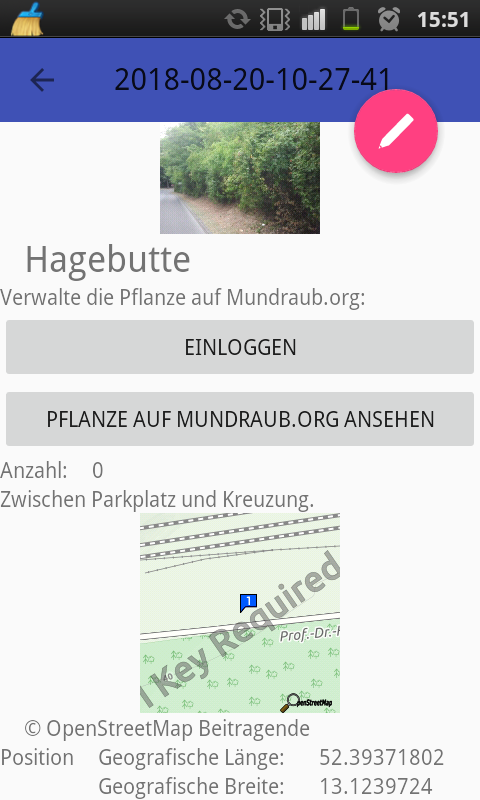 15:51
2018-08-20-10-27-41
Hagebutte
Verwalte die Pflanze auf Mundraub.org:
EINLOGGEN
PFLANZE AUF MUNDRAUB.ORG ANSEHEN
Anzahl: 0
Zwischen Parkplatz und Kreuzung.
1
Key Required
Prof.-Dr.-
40
OpenStreetMap
© OpenStreetMap Beitragende
Position Geografische Länge: 52.39371802
Geografische Breite: 13.1239724